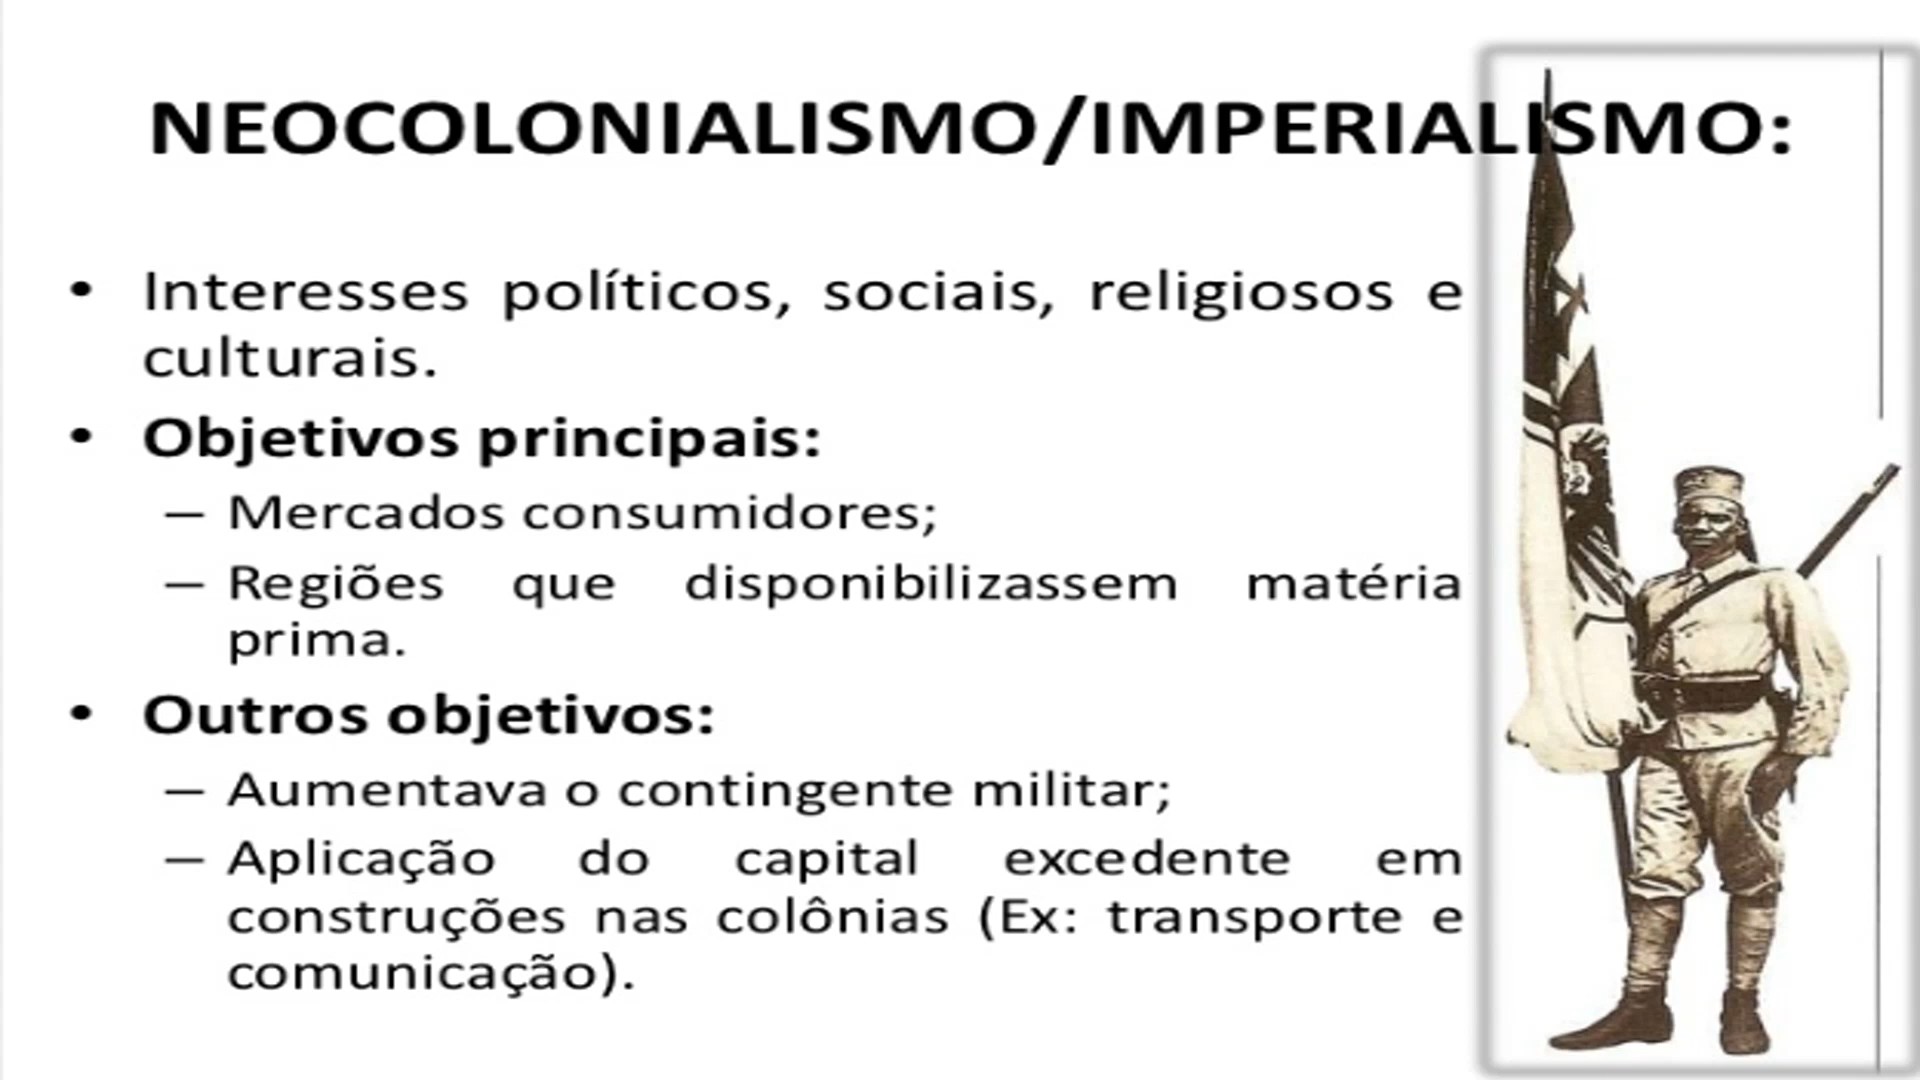 NEOCOLONIALISMO/IMPERIALISMO:
• Interesses políticos, sociais, religiosos e
culturais.
• Objetivos principais:
– Mercados consumidores;
– Regiões que disponibilizassem matéria
prima.
• Outros objetivos:
– Aumentava o contingente militar;
– Aplicação do capital excedente em
construções nas colônias (Ex: transporte e
comunicação).